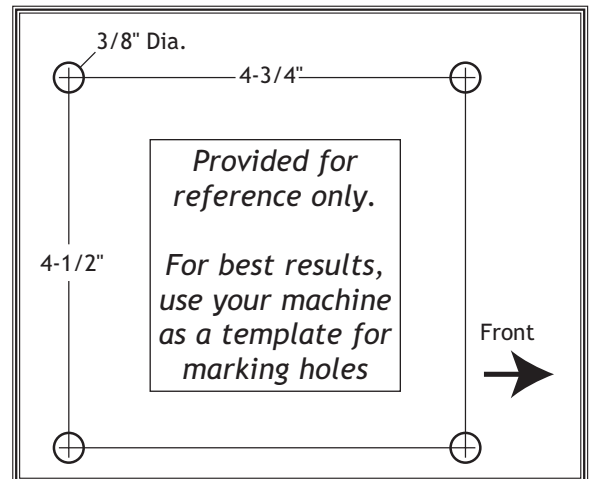 3/8" Dia.
4-3/4"
Provided for
reference only.
For best results,
use your machine
as a template for
marking holes
4-1/2"
Front